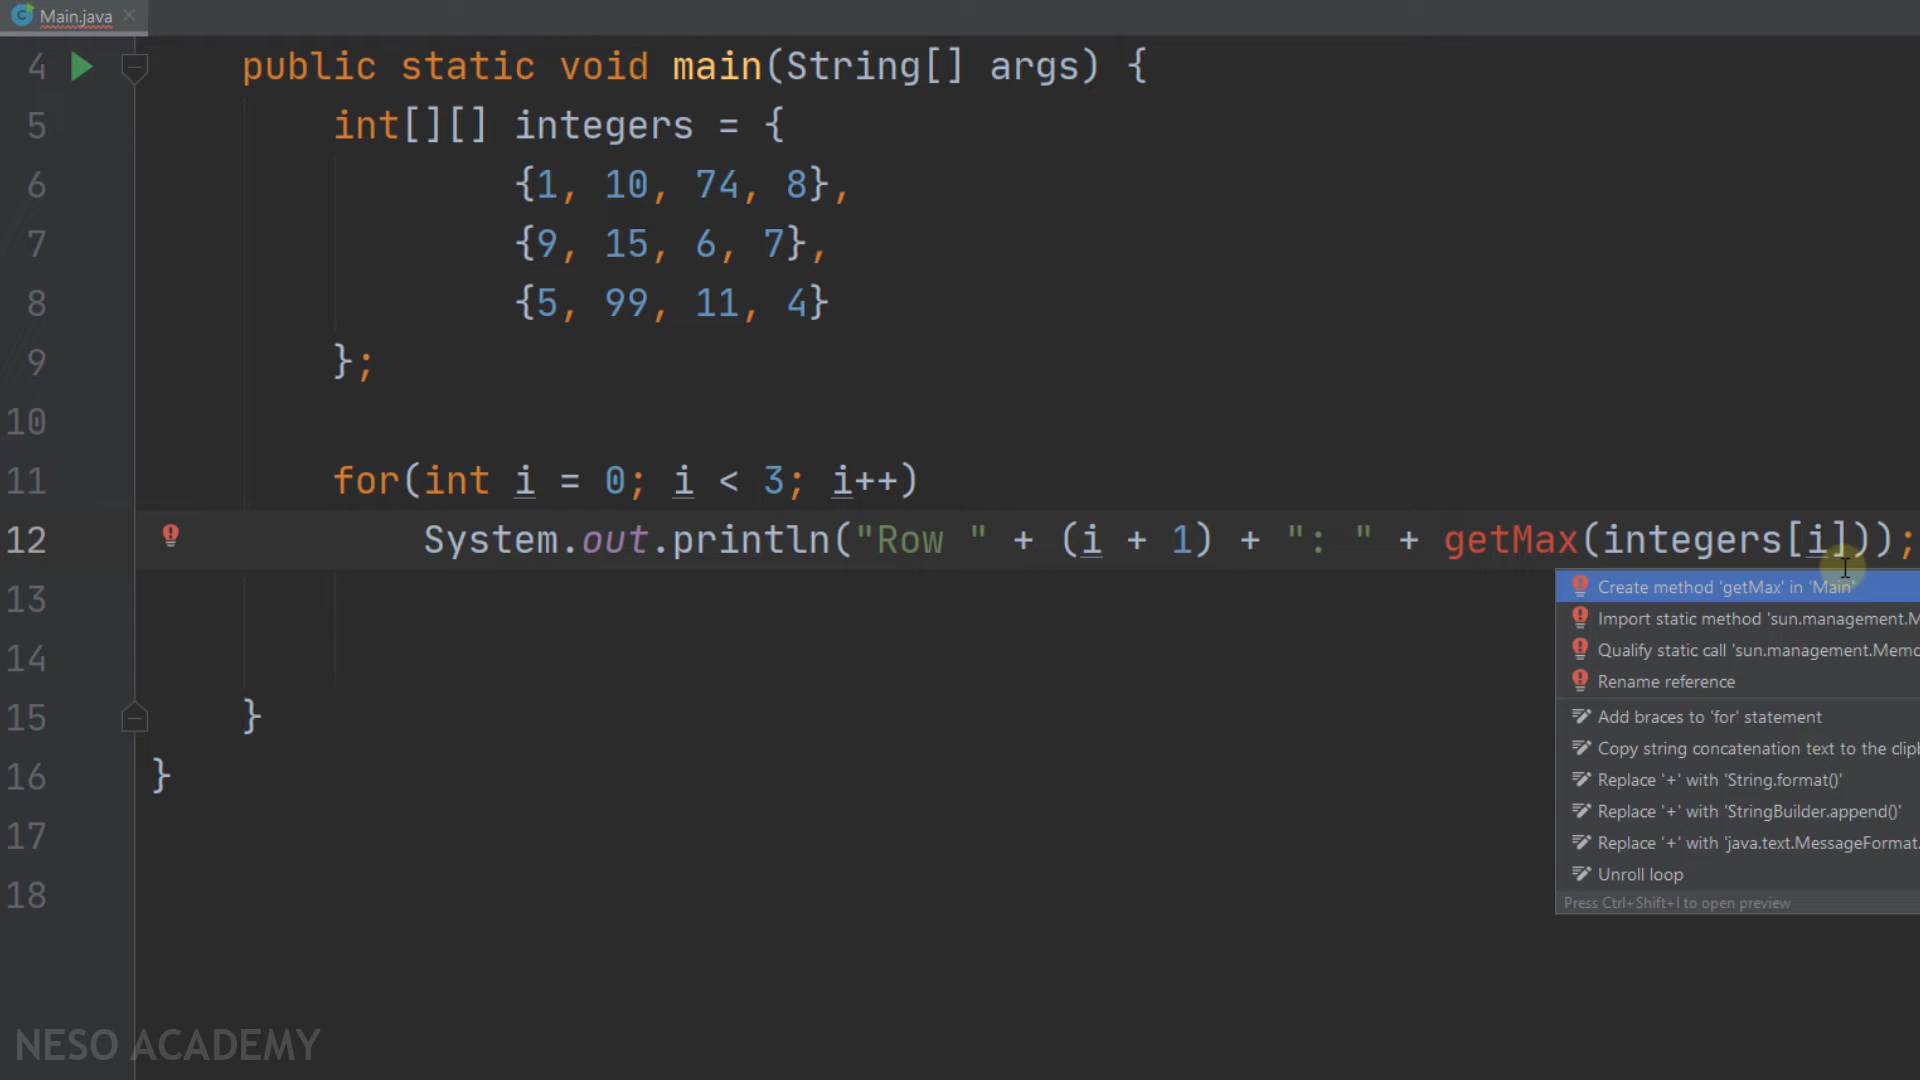 Main.java
4 public static void main(String[] args) {
5 int[][] integers = {
6 {1, 10, 74, 8},
7 {9, 15, 6, 7},
8 {5, 99, 11, 4}
9 };
10
11 for(int i = 0; i < 3; i++)
12 System.out.println("Row " + (i + 1) + ": " + getMax(integers[i]));
Create method 'getMax' in 'Main'
13
Import static method 'sun.management.M
14
Qualify static call 'sun.management.Memo
Rename reference
15 }
Add braces to 'for' statement
Copy string concatenation text to the clipb
16 }
Replace '+' with 'String.format()'
Replace '+' with 'StringBuilder.append()'
17
Replace '+' with 'java.text.MessageFormat.
Unroll loop
18
Press Ctrl+Shift+I to open preview
NESO ACADEMY